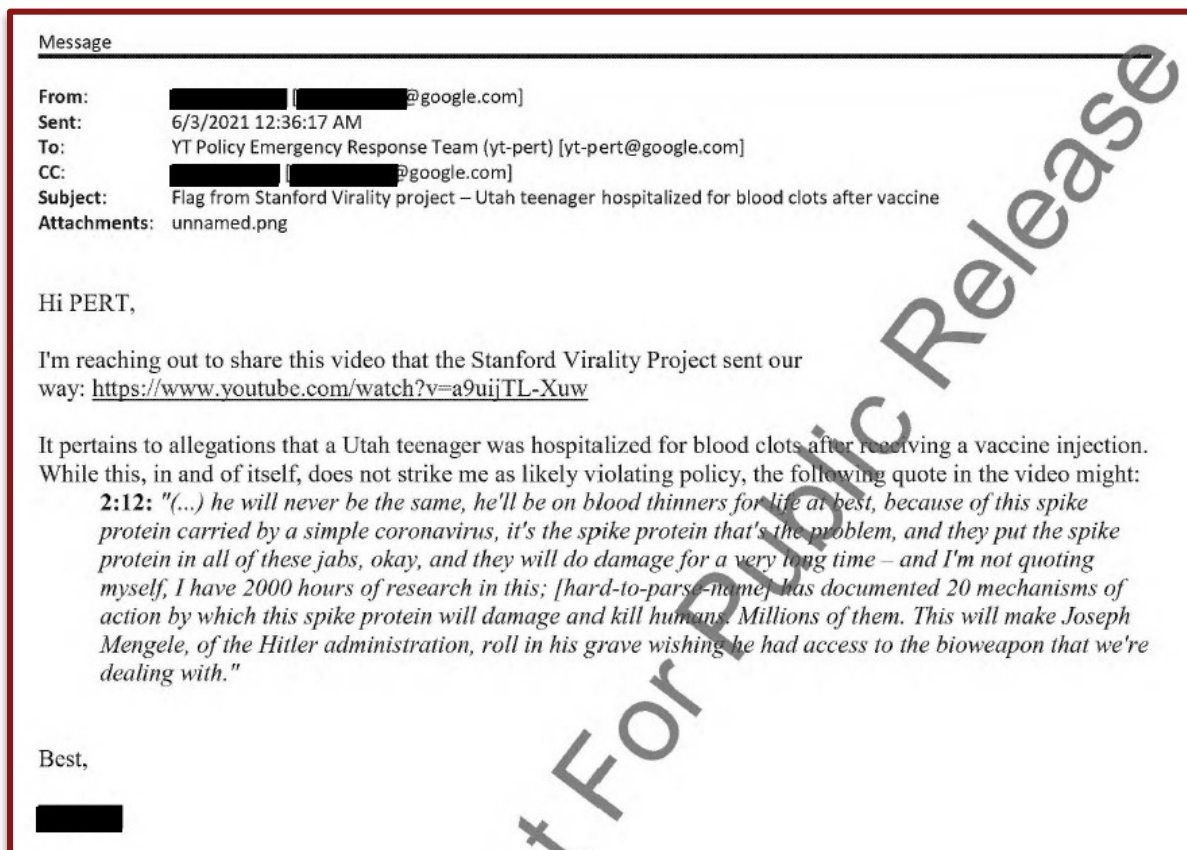 Message
From: [ @google.com]
Sent: 6/3/2021 12:36:17 AM
To: YT Policy Emergency Response Team (yt-pert) [yt-pert@google.com]
CC: [ @google.com]
Subject: Flag from Stanford Virality project – Utah teenager hospitalized for blood clots after vaccine
Attachments: unnamed.png
Hi PERT,
I'm reaching out to share this video that the Stanford Virality Project sent our
way: https://www.youtube.com/watch?v=a9uijTL-Xuw
It pertains to allegations that a Utah teenager was hospitalized for blood clots after receiving a vaccine injection.
While this, in and of itself, does not strike me as likely violating policy, the following quote in the video might:
2:12: "(...) he will never be the same, he'll be on blood thinners for life at best, because of this spike
protein carried by a simple coronavirus, it's the spike protein that's the problem, and they put the spike
protein in all of these jabs, okay, and they will do damage for a very long time – and I'm not quoting
myself, I have 2000 hours of research in this; [hard-to-parse-name] has documented 20 mechanisms of
action by which this spike protein will damage and kill humans. Millions of them. This will make Joseph
Mengele, of the Hitler administration, roll in his grave wishing he had access to the bioweapon that we're
dealing with."
Best,
For Public Release